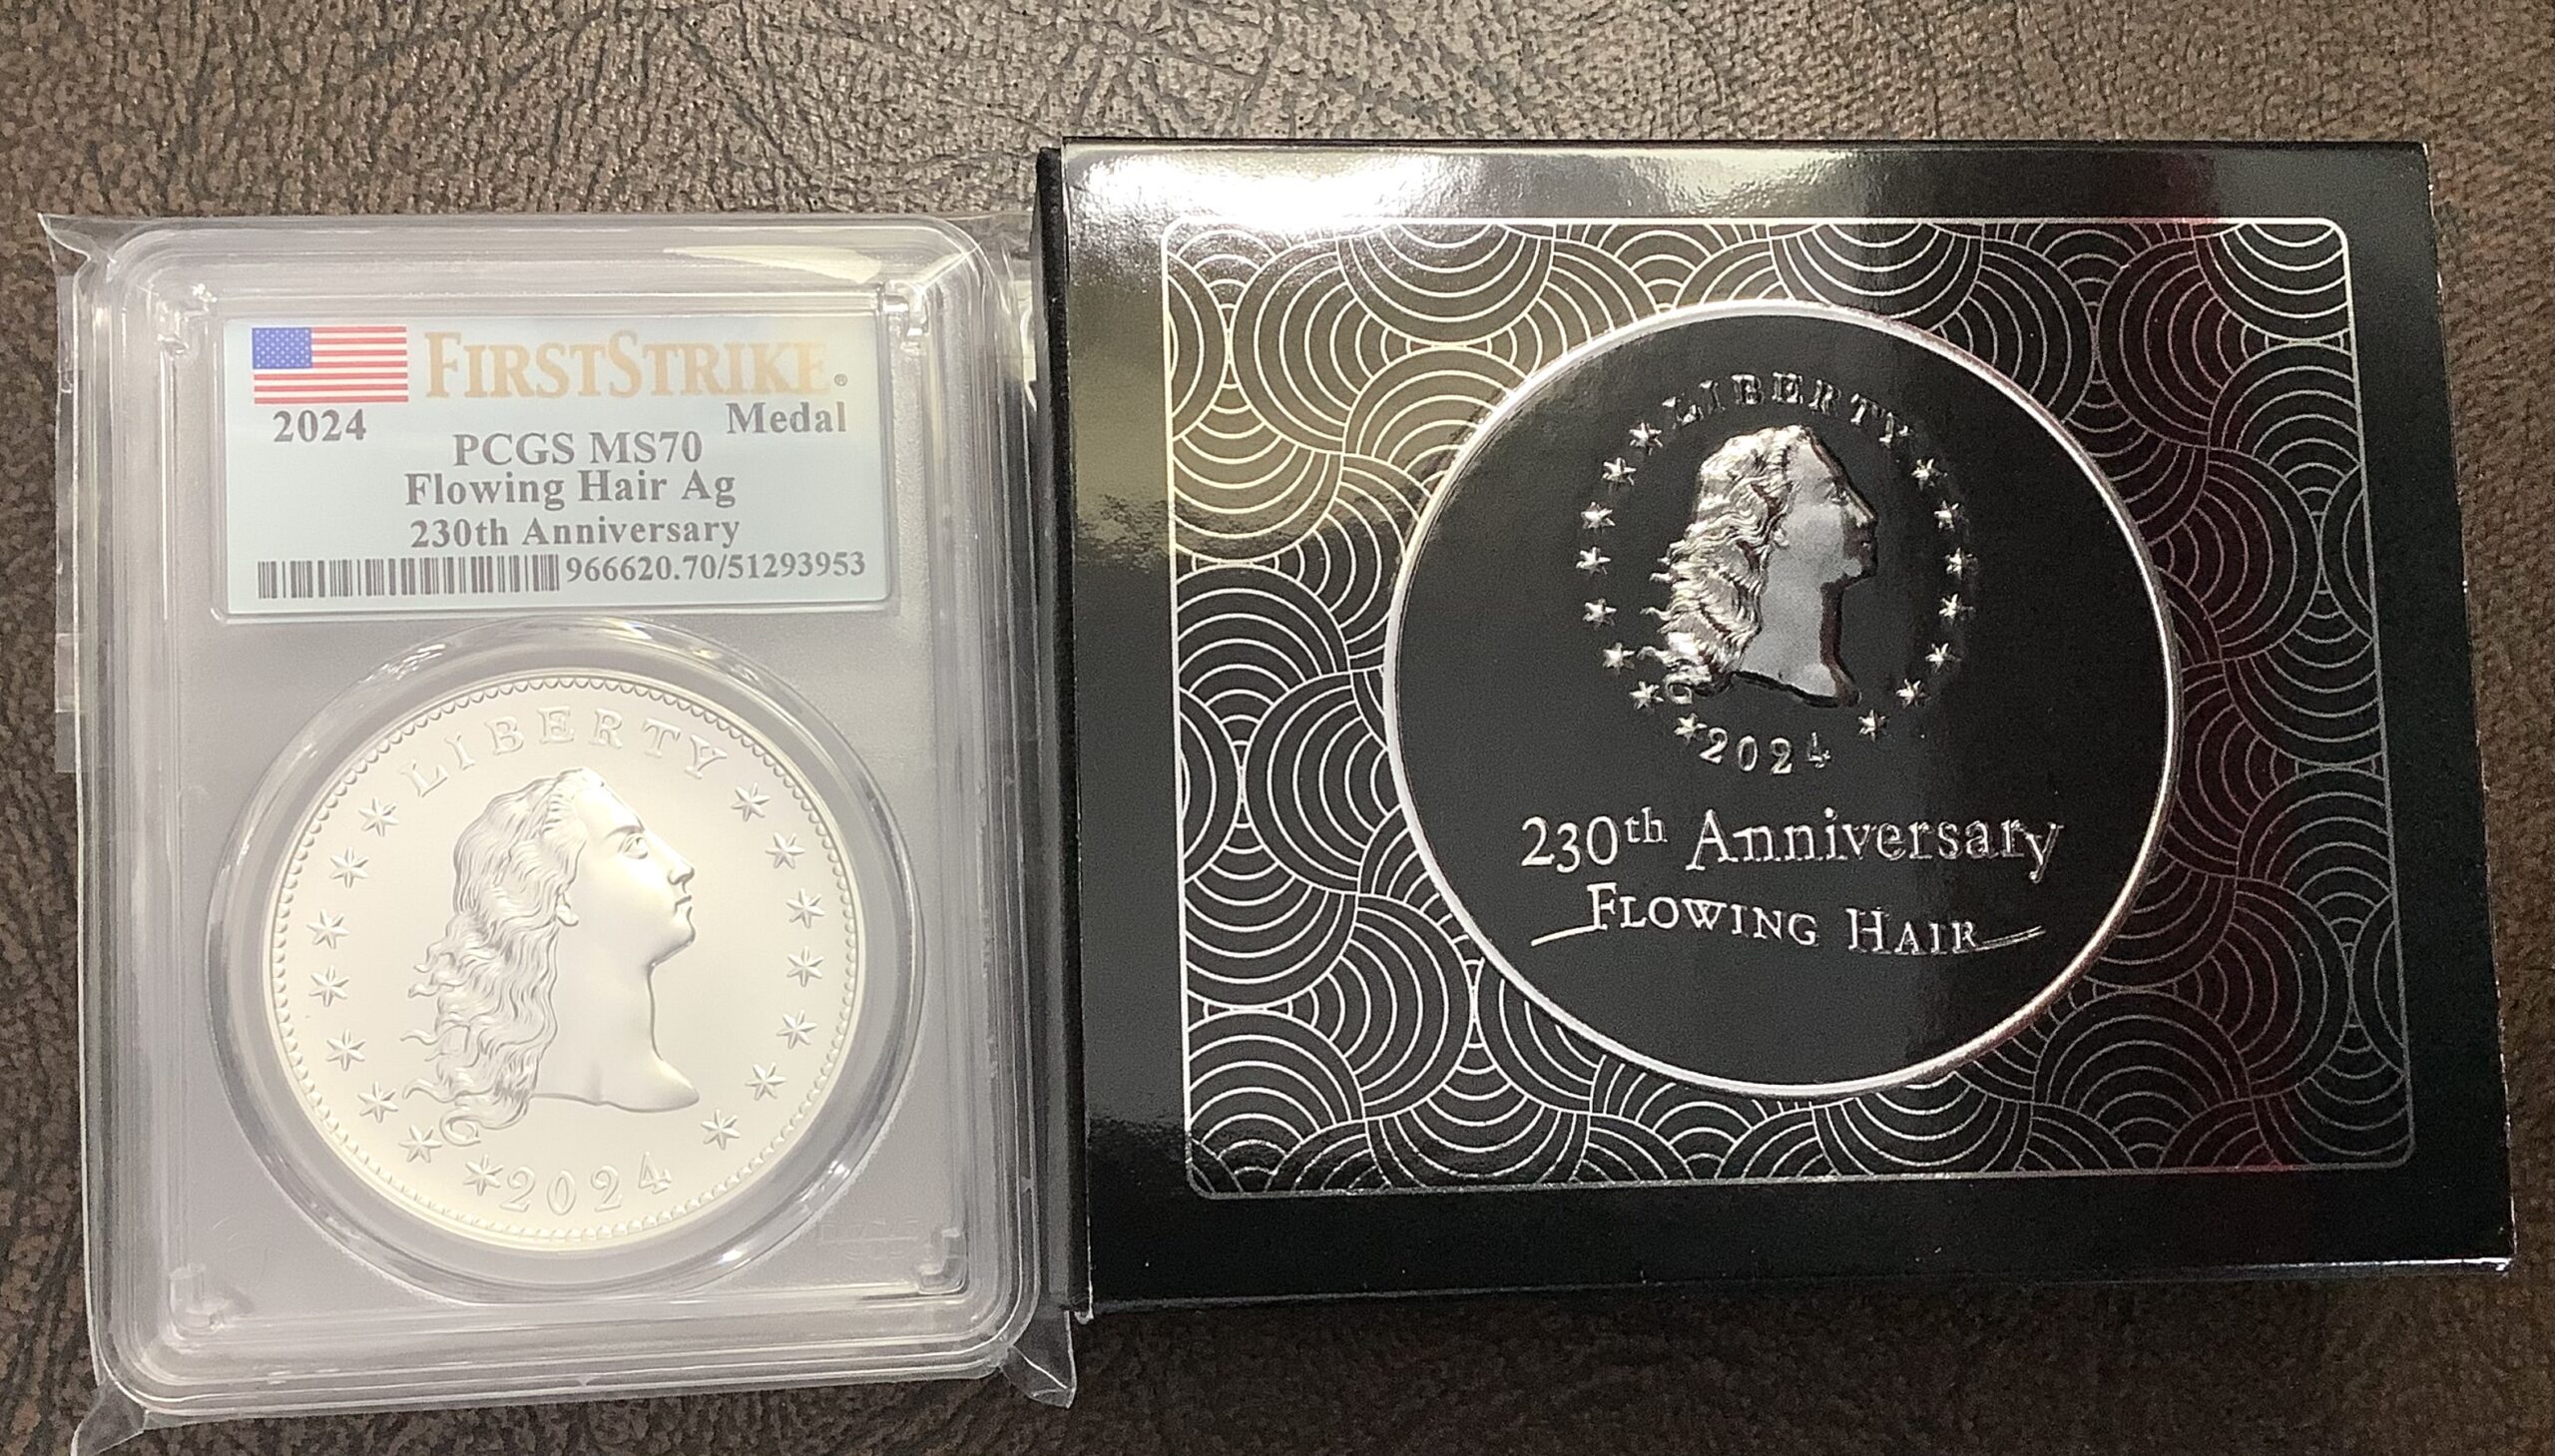 FIRSTSTRIKE®
2024 Medal
PCGS MS70
Flowing Hair Ag
230th Anniversary
966620.70/51293953
LIBERTY
2024
LIBERTY
2024
230th Anniversary
FLOWING HAIR